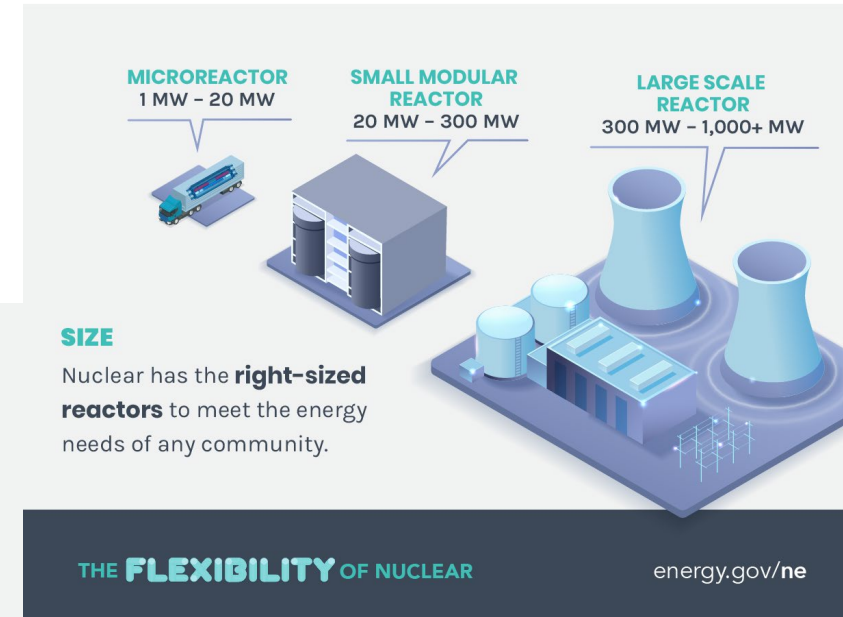 MICROREACTOR
1 MW – 20 MW
SMALL MODULAR
REACTOR
20 MW – 300 MW
LARGE SCALE
REACTOR
300 MW – 1,000+ MW
SIZE
Nuclear has the right-sized
reactors to meet the energy
needs of any community.
THE FLEXIBILITY OF NUCLEAR
energy.gov/ne